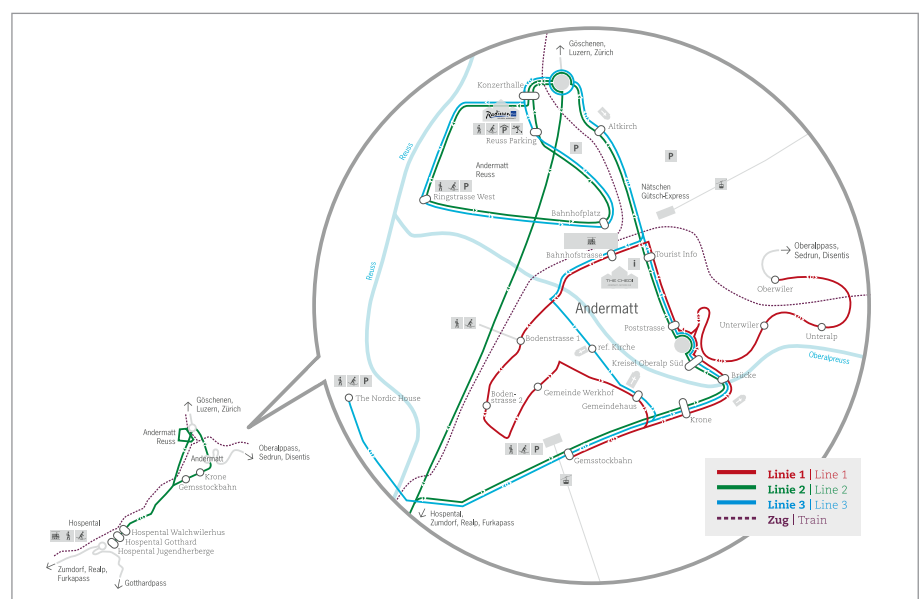 Göschenen,
Luzern, Zürich
Konzerthalle
Radisson
Reuss Parking
Altkirch
P
P
P
Reuss
Andermatt
Reuss
P
Ringstrasse West
Nätschen
Gütsch-Express
Bahnhofplatz
Bahnhofstrasse
i
Tourist Info
THE CHEDI
Oberalppass,
Sedrun, Disentis
Oberwiler
Reuss
Andermatt
Poststrasse
Unterwiler
Unteralp
Bodenstrasse 1
ref. Kirche
Kreisel Oberalp Süd
Oberalpreuss
Brücke
P
The Nordic House
Boden-
strasse 2
Gemeinde Werkhof
Gemeindehaus
Krone
P
Gemsstockbahn
Hospental,
Zumdorf, Realp, Furkapass
Göschenen,
Luzern, Zürich
Andermatt
Reuss
Andermatt
Oberalppass,
Sedrun, Disentis
Krone
Gemsstockbahn
Hospental
Hospental Walchwilerhus
Hospental Gotthard
Hospental Jugendherberge
Zumdorf, Realp,
Furkapass
Gotthardpass
Linie 1 | Line 1
Linie 2 | Line 2
Linie 3 | Line 3
Zug | Train